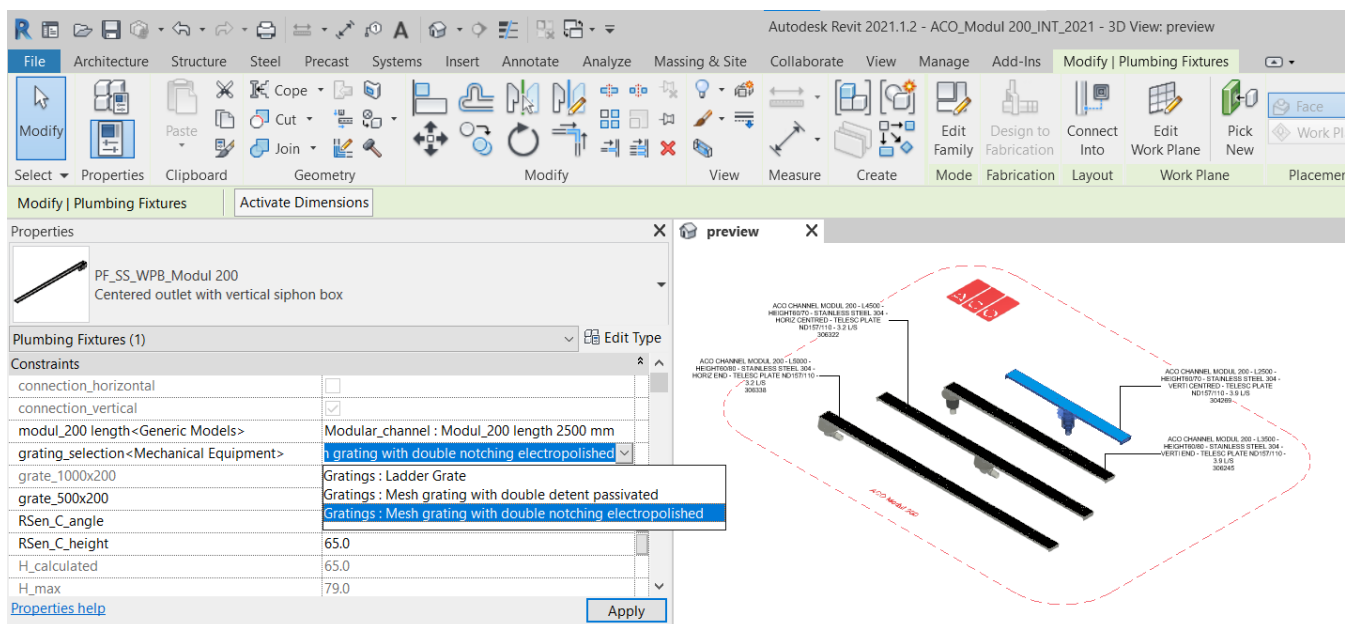 Autodesk Revit 2021.1.2 - ACO_Modul 200_INT_2021 - 3D View: preview
File Architecture Structure Steel Precast Systems Insert Annotate Analyze Massing & Site Collaborate View Manage Add-Ins Modify | Plumbing Fixtures
Modify
Paste
Cope
Cut
Join
Edit Family
Design to Fabrication
Connect Into
Edit Work Plane
Pick New
Face
Work Pl
Select Properties Clipboard Geometry Modify View Measure Create Mode Fabrication Layout Work Plane Placemer
Modify | Plumbing Fixtures Activate Dimensions
Properties
PF_SS_WPB_Modul 200
Centered outlet with vertical siphon box
Plumbing Fixtures (1) Edit Type
Constraints
connection_horizontal
connection_vertical
modul_200 length<Generic Models> Modular_channel : Modul_200 length 2500 mm
grating_selection<Mechanical Equipment> grating with double notching electropolished
grate_1000x200 Gratings : Ladder Grate
grate_500x200 Gratings : Mesh grating with double detent passivated
Gratings : Mesh grating with double notching electropolished
RSen_C_angle
RSen_C_height 65.0
H_calculated 65.0
H_max 79.0
Properties help Apply
preview
ACO
ACO CHANNEL MODUL 200 - L4500 -
HEIGHT60/70 - STAINLESS STEEL 304 -
HORIZ CENTRED - TELESC PLATE
ND157/110 - 3.2 L/S
306322
ACO CHANNEL MODUL 200 - L5000 -
HEIGHT60/80 - STAINLESS STEEL 304 -
HORIZ END - TELESC PLATE ND157/110 -
3.2 L/S
306338
ACO CHANNEL MODUL 200 - L2500 -
HEIGHT60/70 - STAINLESS STEEL 304 -
VERTI CENTRED - TELESC PLATE
ND157/110 - 3.9 L/S
304269
ACO CHANNEL MODUL 200 - L3500 -
HEIGHT60/80 - STAINLESS STEEL 304 -
VERTI END - TELESC PLATE ND157/110 -
3.9 L/S
306245
ACO Modul 200